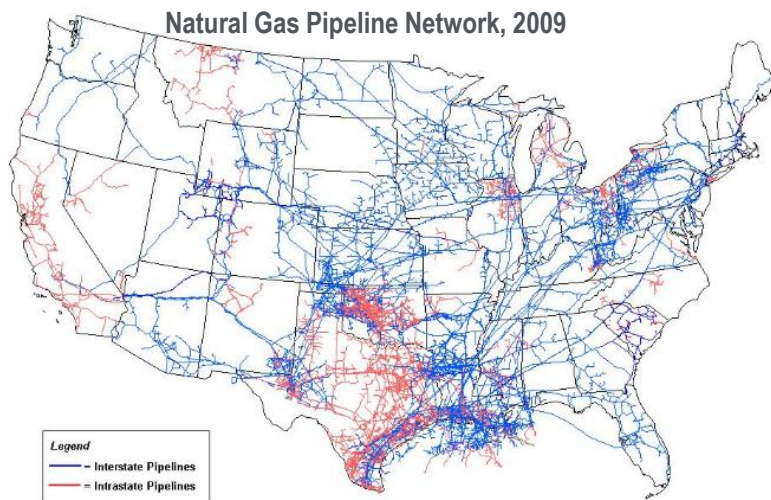 Natural Gas Pipeline Network, 2009
Legend
= Interstate Pipelines
= Intrastate Pipelines